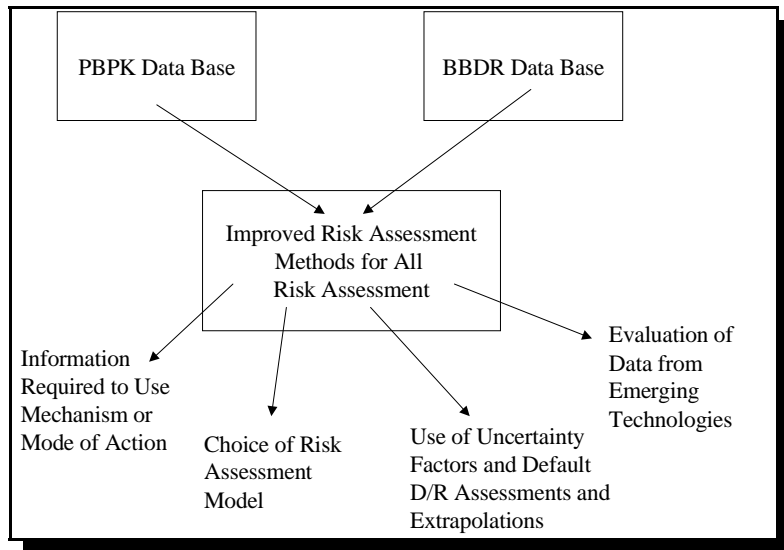 PBPK Data Base
BBDR Data Base
Improved Risk Assessment
Methods for All
Risk Assessment
Information
Required to Use
Mechanism or
Mode of Action
Choice of Risk
Assessment
Model
Use of Uncertainty
Factors and Default
D/R Assessments and
Extrapolations
Evaluation of
Data from
Emerging
Technologies